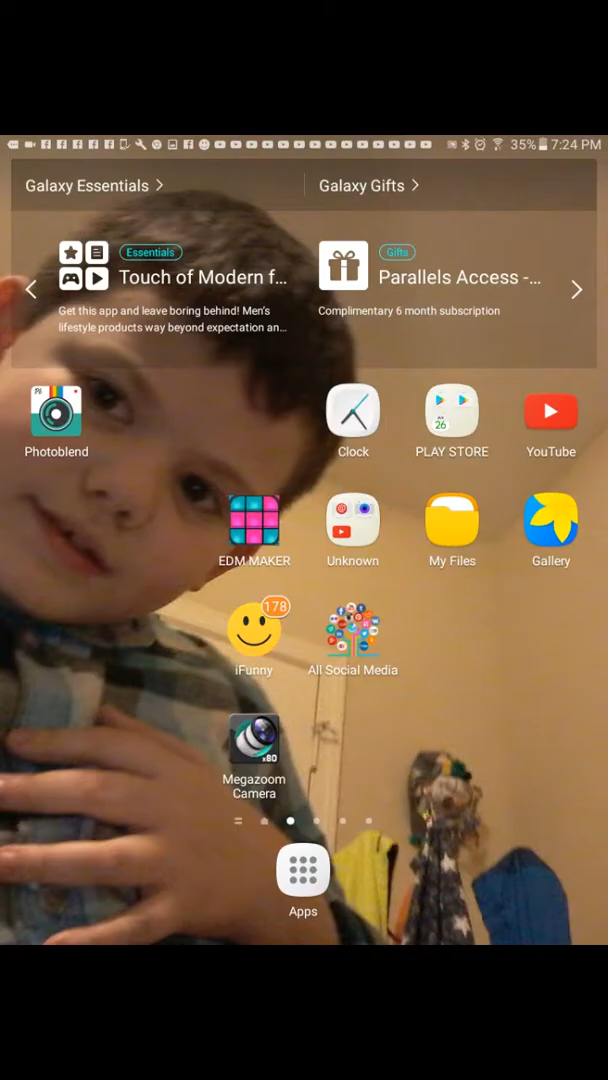 35% 7:24 PM
Galaxy Essentials
Galaxy Gifts
Essentials
Touch of Modern f...
Get this app and leave boring behind! Men's
lifestyle products way beyond expectation an...
Gifts
Parallels Access -...
Complimentary 6 month subscription
Photoblend
Clock
26
PLAY STORE
YouTube
EDM MAKER
Unknown
My Files
Gallery
178
iFunny
All Social Media
x80
Megazoom
Camera
Apps